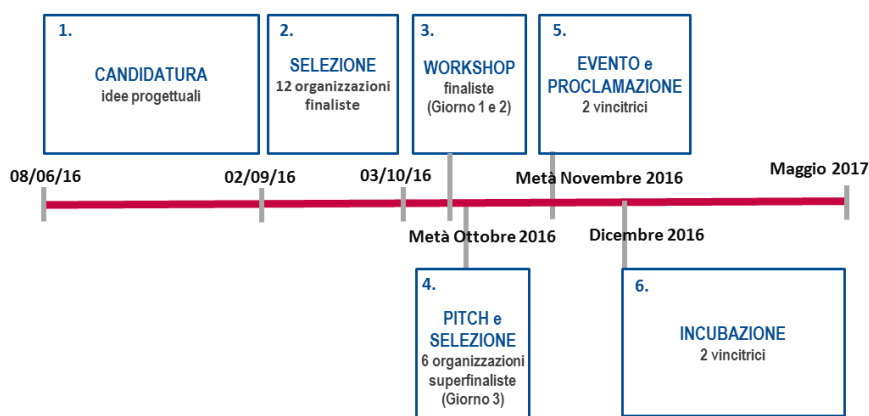 1.
CANDIDATURA
idee progettuali
2.
SELEZIONE
12 organizzazioni
finaliste
3.
WORKSHOP
finaliste
(Giorno 1 e 2)
5.
EVENTO e
PROCLAMAZIONE
2 vincitrici
08/06/16
02/09/16
03/10/16
Metà Novembre 2016
Maggio 2017
Metà Ottobre 2016
Dicembre 2016
4.
PITCH e
SELEZIONE
6 organizzazioni
superfinaliste
(Giorno 3)
6.
INCUBAZIONE
2 vincitrici